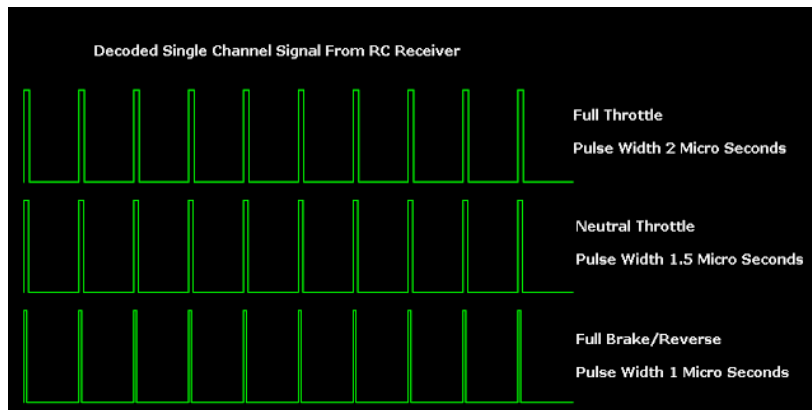 Decoded Single Channel Signal From RC Receiver
Full Throttle
Pulse Width 2 Micro Seconds
Neutral Throttle
Pulse Width 1.5 Micro Seconds
Full Brake/Reverse
Pulse Width 1 Micro Seconds